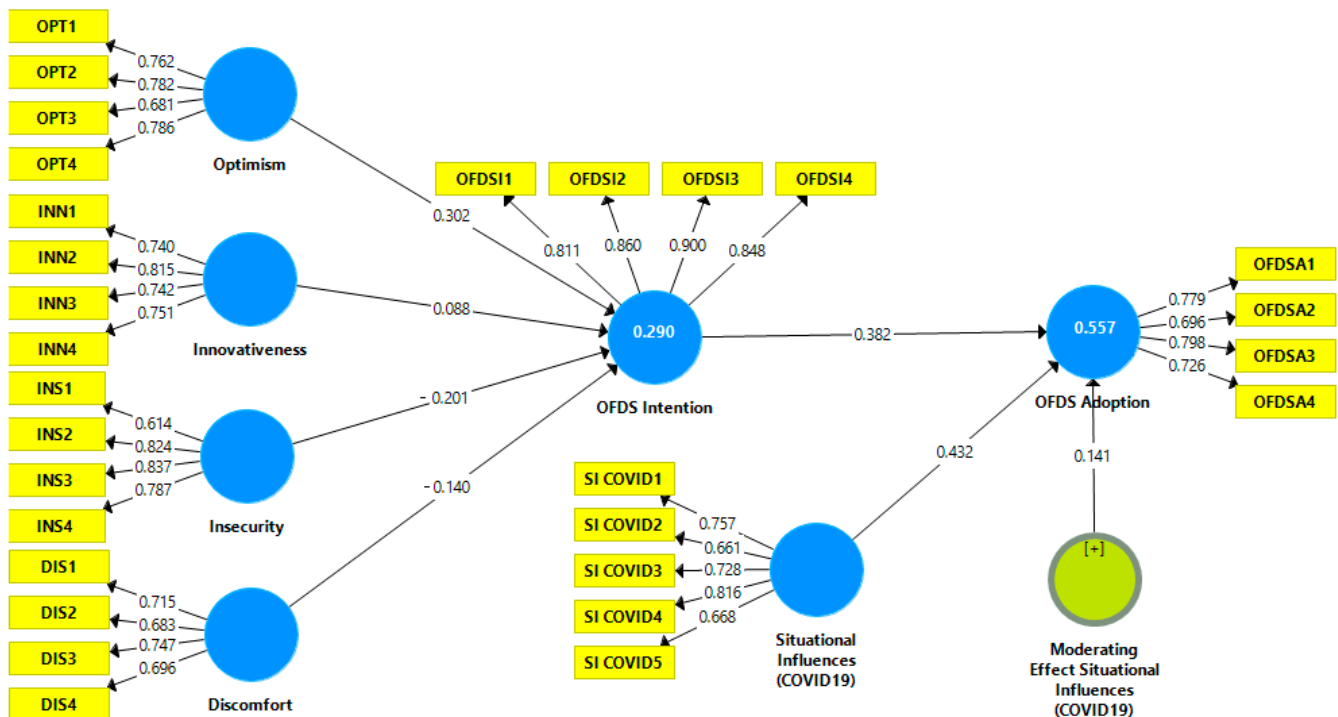 OPT1
0.762
OPT2
0.782
OPT3
0.681
0.786
OPT4
Optimism
INN1
0.740
INN2
0.815
INN3
0.742
0.751
INN4
Innovativeness
INS1
0.614
INS2
0.824
INS3
0.837
0.787
INS4
Insecurity
DIS1
0.715
DIS2
0.683
DIS3
0.747
0.696
DIS4
Discomfort
0.302
0.088
- 0.201
- 0.140
OFDSI1
OFDSI2
OFDSI3
OFDSI4
0.811
0.860
0.900
0.848
0.290
OFDS Intention
0.382
SI COVID1
0.757
SI COVID2
0.661
SI COVID3
0.728
SI COVID4
0.816
0.668
SI COVID5
Situational
Influences
(COVID19)
0.432
0.557
OFDS Adoption
OFDSA1
0.779
OFDSA2
0.696
0.798
OFDSA3
0.726
OFDSA4
0.141
[+]
Moderating
Effect Situational
Influences
(COVID19)